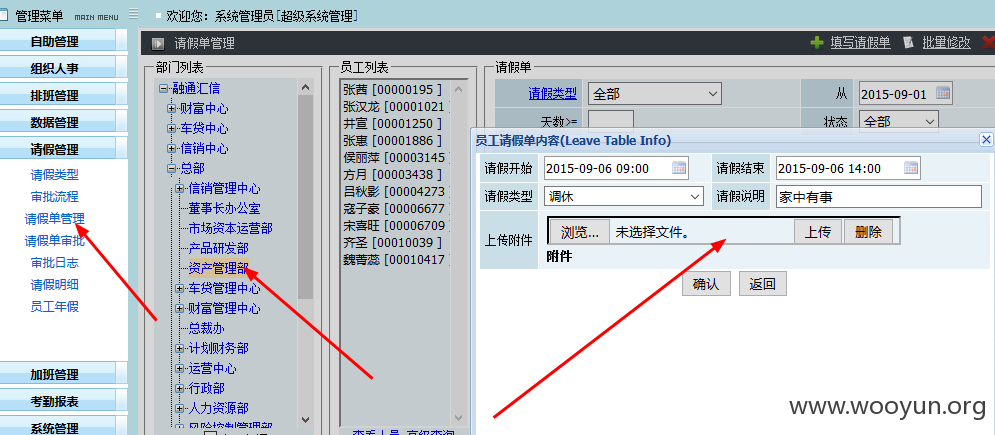 管理菜单 MAIN MENU
欢迎您：系统管理员[超级系统管理]
自助管理
组织人事
排班管理
数据管理
请假管理
请假类型
审批流程
请假单管理
请假单审批
审批日志
请假明细
员工年假
加班管理
考勤报表
系统管理
请假单管理
填写请假单
批量修改
部门列表
融通汇信
财富中心
车贷中心
信销中心
总部
信销管理中心
董事长办公室
市场资本运营部
产品研发部
资产管理部
车贷管理中心
财富管理中心
总裁办
计划财务部
运营中心
行政部
人力资源部
风险控制管理部
员工列表
张茜 [00000195 ]
张汉龙 [00001021 ]
井宣 [00001250 ]
张惠 [00001886 ]
侯丽萍 [00003145 ]
方月 [00003438 ]
吕秋影 [00004273 ]
寇子豪 [00006677 ]
宋喜旺 [00006709 ]
齐圣 [00010039 ]
魏菁蕊 [00010417 ]
查看人员 高级查询
请假单
请假类型 全部 从 2015-09-01
天数>= 状态 全部
员工请假单内容(Leave Table Info)
请假开始 2015-09-06 09:00 请假结束 2015-09-06 14:00
请假类型 调休 请假说明 家中有事
上传附件 浏览... 未选择文件。 上传 删除
附件
确认 返回
www.wooyun.org